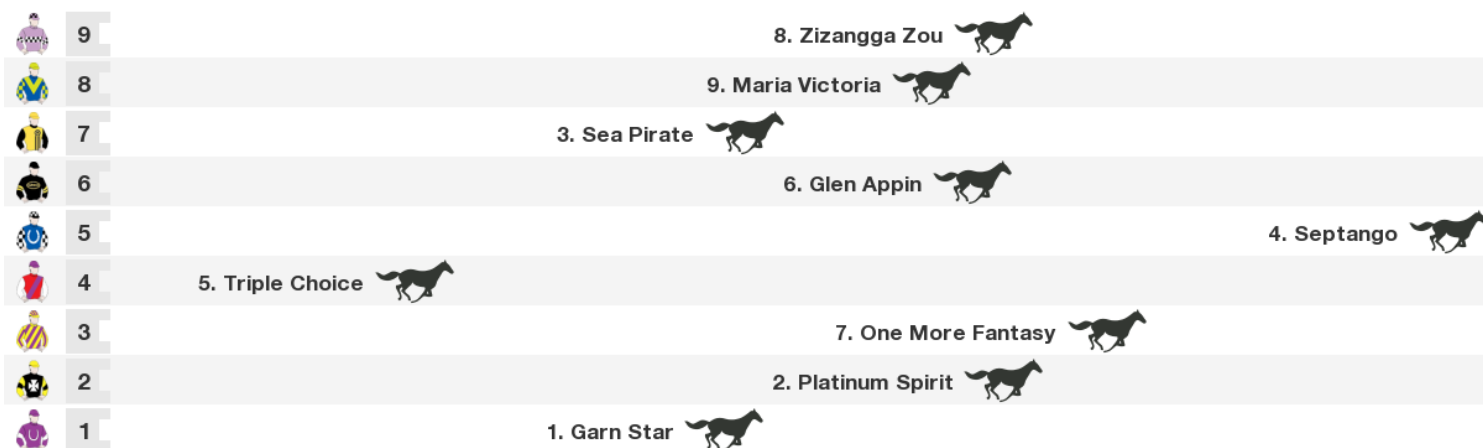 9 8. Zizangga Zou
8 9. Maria Victoria
7 3. Sea Pirate
6 6. Glen Appin
5 4. Septango
4 5. Triple Choice
3 7. One More Fantasy
2 2. Platinum Spirit
1 1. Garn Star